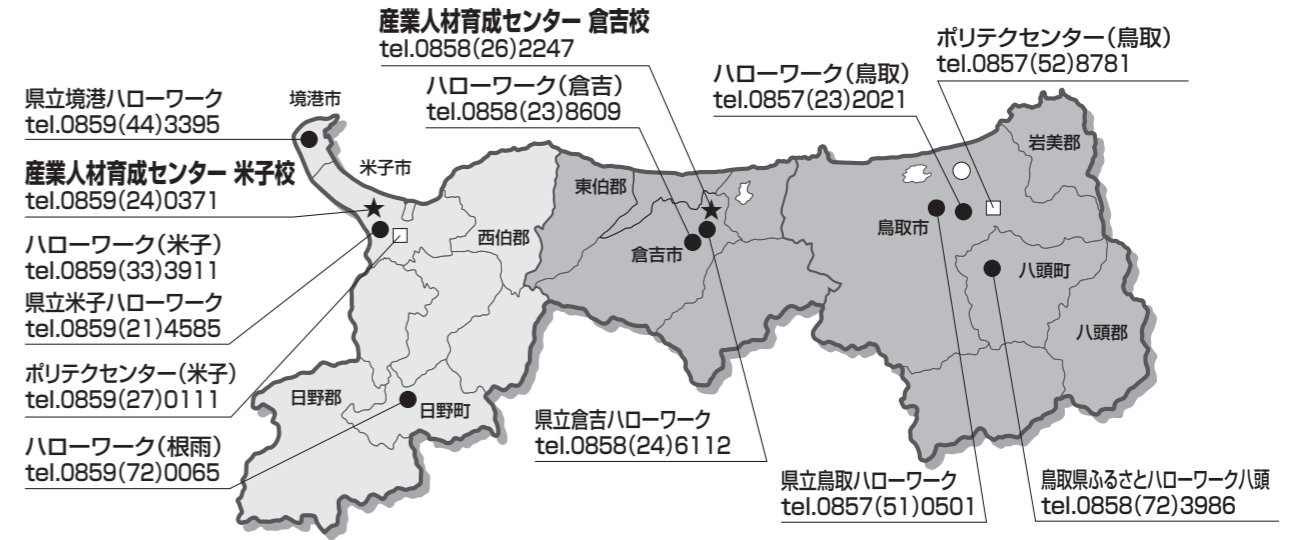 産業人材育成センター 倉吉校
tel.0858(26)2247
ポリテクセンター(鳥取)
tel.0857(52)8781
ハローワーク(倉吉)
tel.0858(23)8609
ハローワーク(鳥取)
tel.0857(23)2021
県立境港ハローワーク
tel.0859(44)3395
産業人材育成センター 米子校
tel.0859(24)0371
ハローワーク(米子)
tel.0859(33)3911
県立米子ハローワーク
tel.0859(21)4585
ポリテクセンター(米子)
tel.0859(27)0111
ハローワーク(根雨)
tel.0859(72)0065
境港市
米子市
西伯郡
日野郡
日野町
東伯郡
倉吉市
鳥取市
岩美郡
八頭町
八頭郡
県立倉吉ハローワーク
tel.0858(24)6112
県立鳥取ハローワーク
tel.0857(51)0501
鳥取県ふるさとハローワーク八頭
tel.0858(72)3986